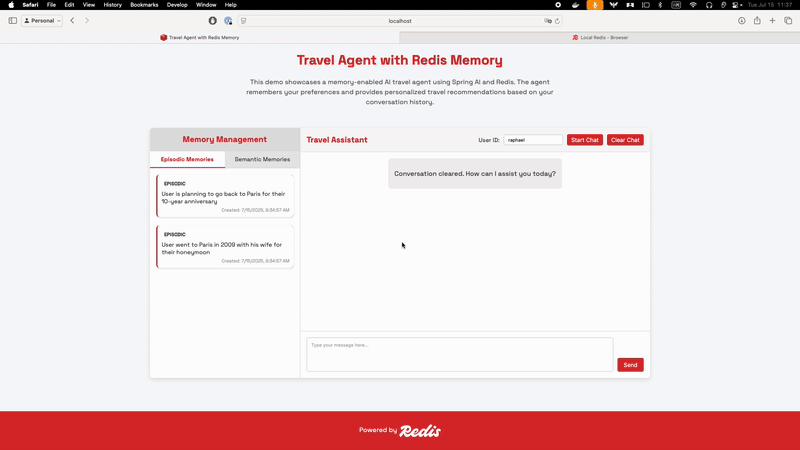 Safari File Edit View History Bookmarks Develop Window Help
Tue Jul 15 11:37
Personal
localhost
Travel Agent with Redis Memory
Local Redis - Browser
Travel Agent with Redis Memory
This demo showcases a memory-enabled AI travel agent using Spring AI and Redis. The agent
remembers your preferences and provides personalized travel recommendations based on your
conversation history.
Memory Management
Episodic Memories Semantic Memories
EPISODIC
User is planning to go back to Paris for their
10-year anniversary
Created: 7/15/2025, 9:34:57 AM
EPISODIC
User went to Paris in 2009 with his wife for
their honeymoon
Created: 7/15/2025, 9:34:57 AM
Travel Assistant
User ID: raphael Start Chat Clear Chat
Conversation cleared. How can I assist you today?
Type your message here...
Send
Powered by Redis